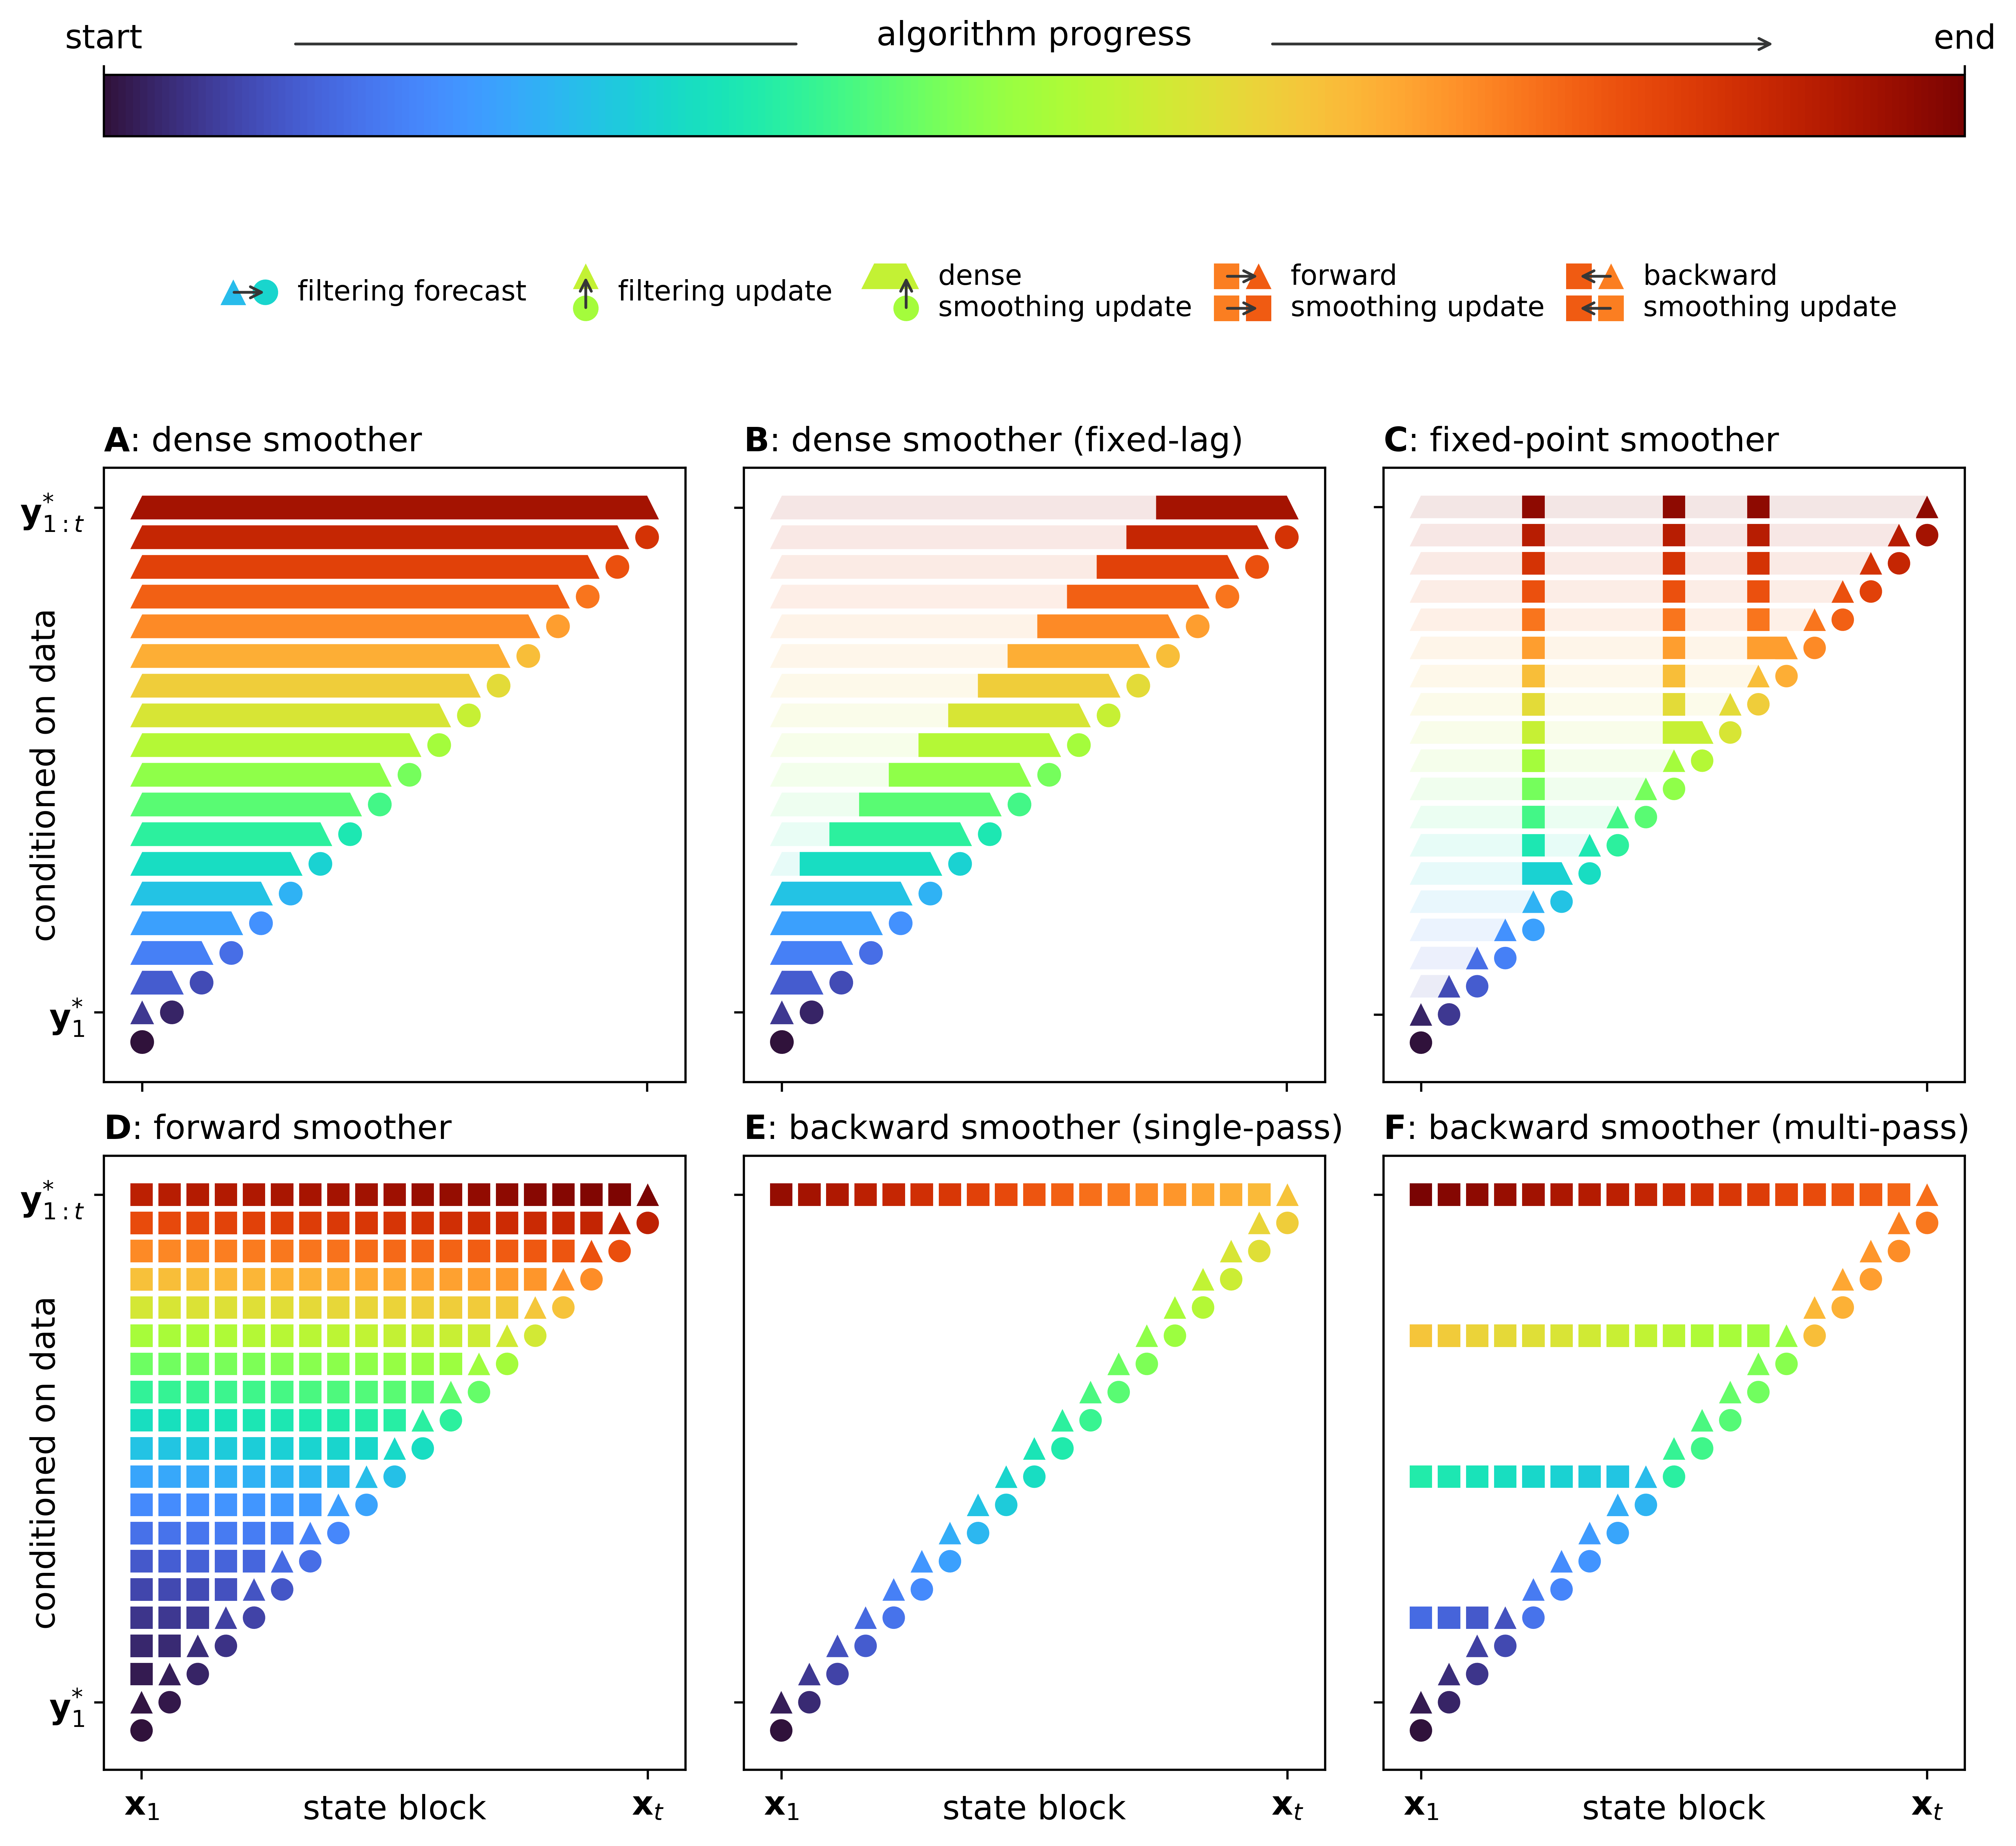 start algorithm progress end
filtering forecast
filtering update
dense
smoothing update
forward
smoothing update
backward
smoothing update
A: dense smoother
B: dense smoother (fixed-lag)
C: fixed-point smoother
y*1:t
conditioned on data
y*1
D: forward smoother
E: backward smoother (single-pass)
F: backward smoother (multi-pass)
y*1:t
conditioned on data
y*1
x1 state block xt
x1 state block xt
x1 state block xt